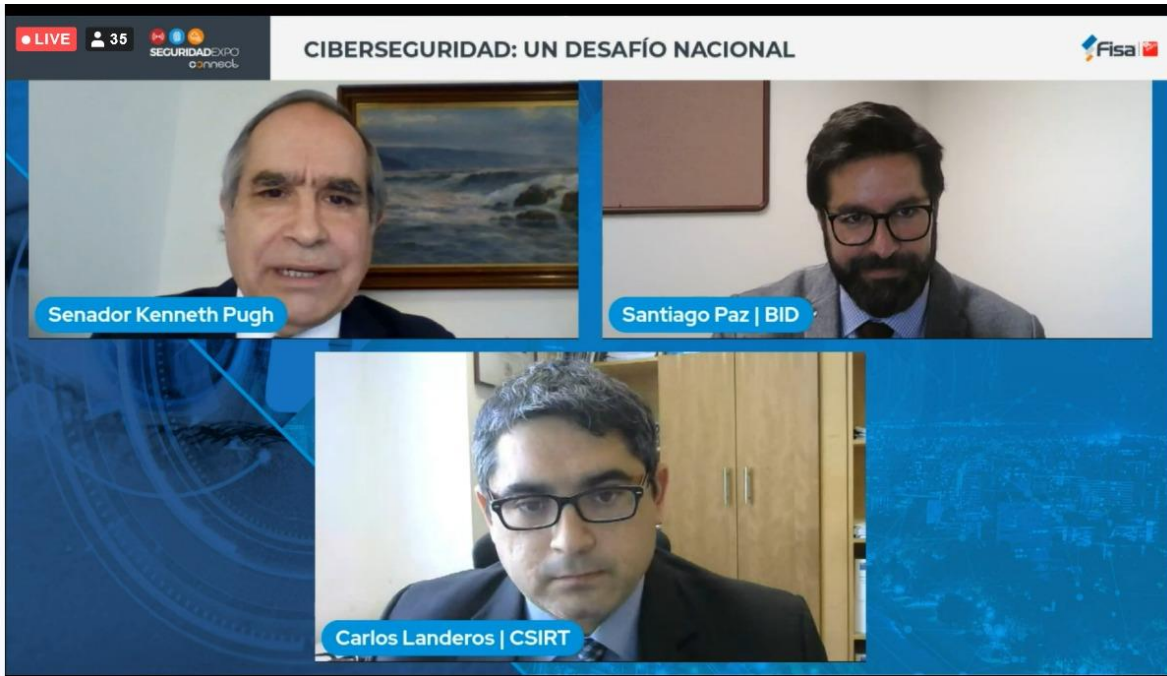 LIVE
35
SEGURIDADEXPO
connect
CIBERSEGURIDAD: UN DESAFÍO NACIONAL
Fisa
Senador Kenneth Pugh
Santiago Paz | BID
Carlos Landeros | CSIRT